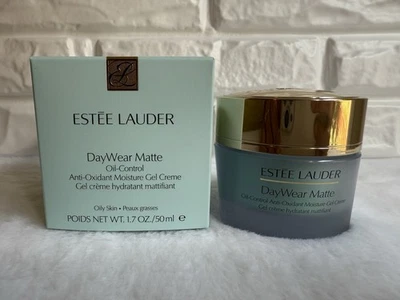 ESTĒE LAUDER
DayWear Matte
Oil-Control
Anti-Oxidant Moisture Gel Creme
Gel crème hydratant matifiant
Oily Skin • Peaux grasses
POIDS NET WT. 1.7 OZ./50ml ℮
ESTĒE LAUDER
DayWear Matte
Oil-Control Anti-Oxidant Moisture Gel Creme
Gel crème hydratant matifiant